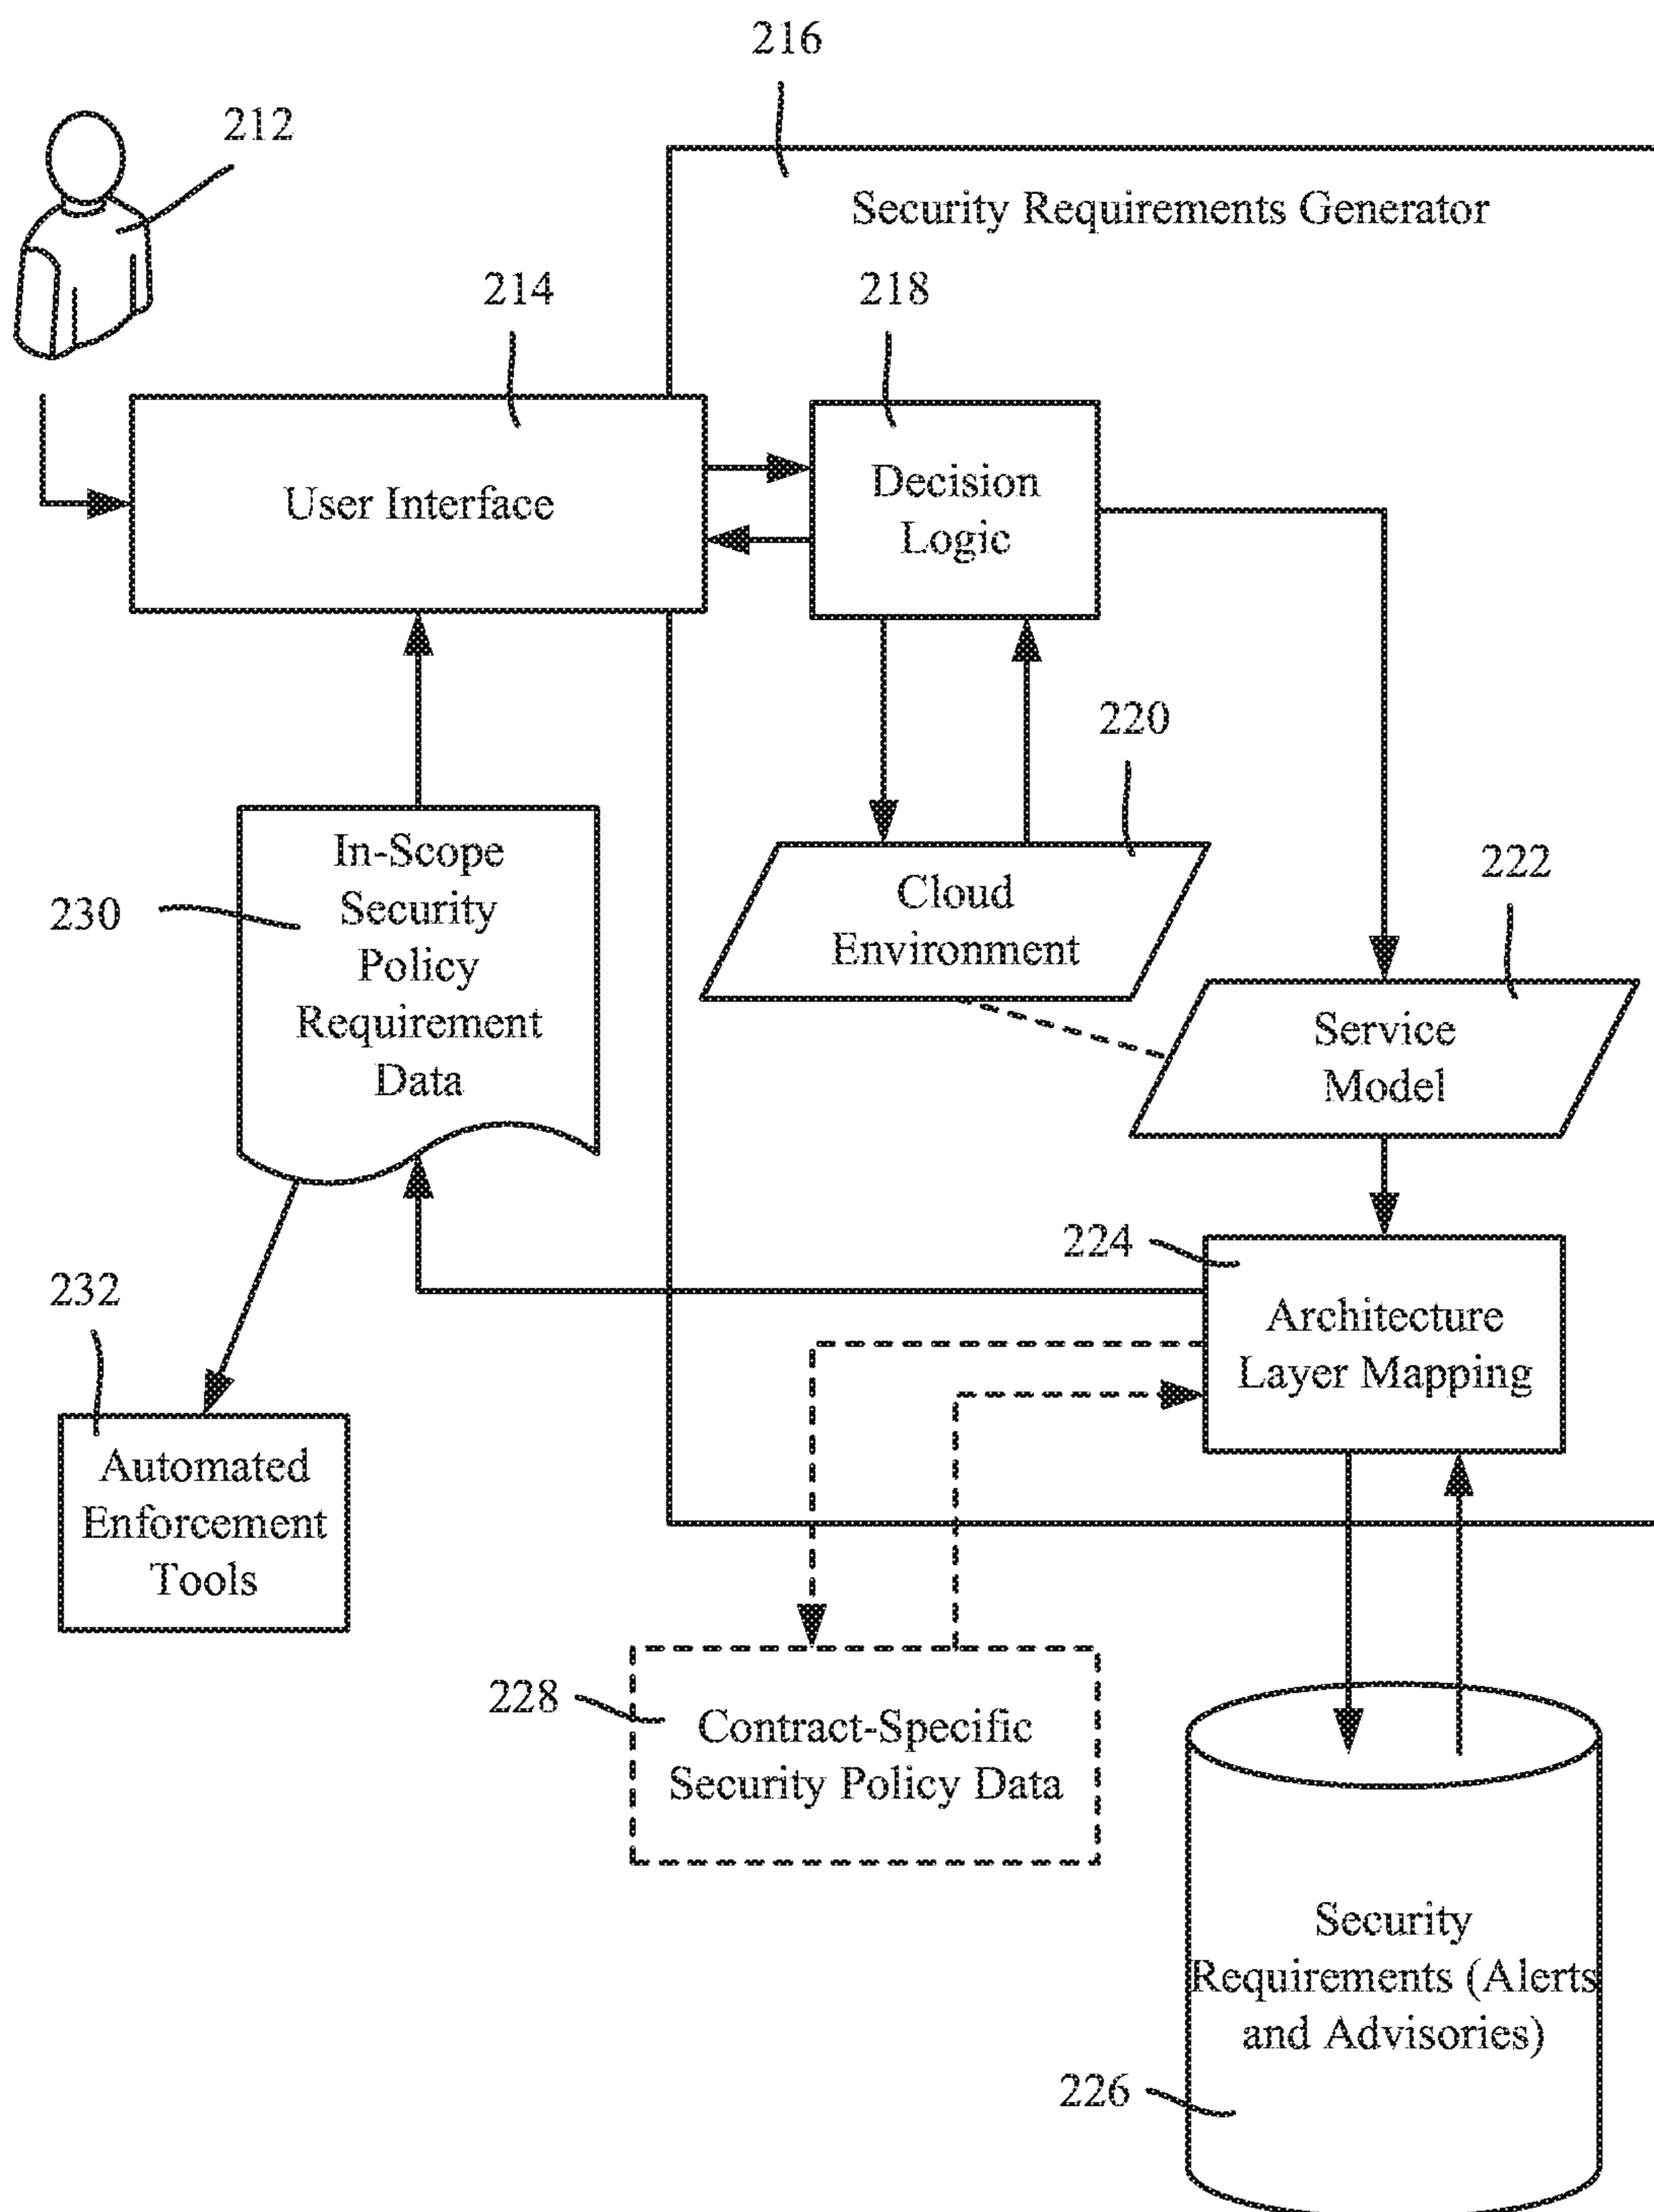 216
212
Security Requirements Generator
214
218
User Interface
Decision
Logic
220
222
In-Scope
Security
Policy
Requirement
Data
230
Cloud
Environment
Service
Model
224
232
Architecture
Layer Mapping
Automated
Enforcement
Tools
228
Contract-Specific
Security Policy Data
Security
Requirements (Alerts
and Advisories)
226